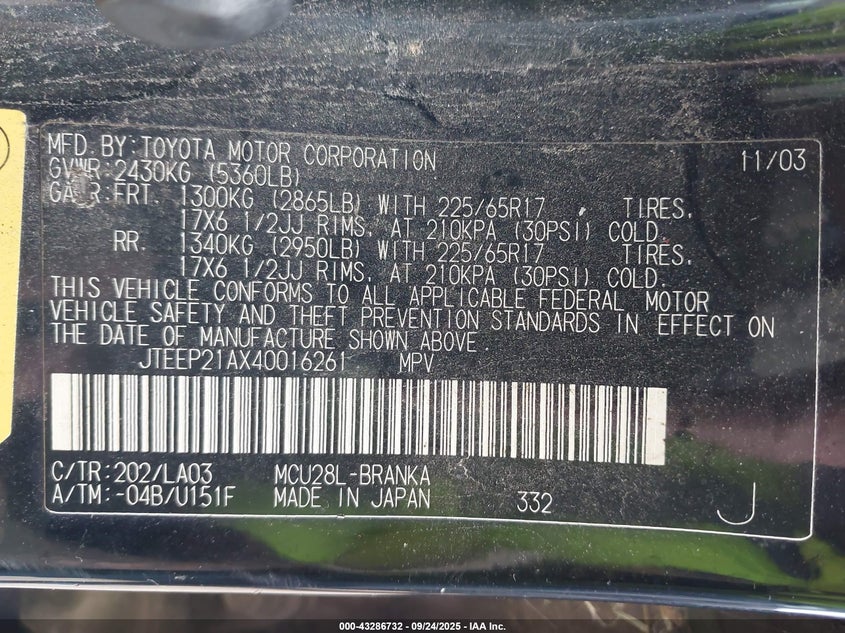 MFD. BY: TOYOTA MOTOR CORPORATION 11/03
GVWR: 2430KG (5360LB)
GA R: FRT. 1300KG (2865LB) WITH 225/65R17 , TIRES,
17X6 1/2JJ RIMS, AT 210KPA (30PSI) COLD.
RR. 1340KG (2950LB) WITH 225/65R17 TIRES,
17X6 1/2JJ RIMS, AT 210KPA (30PSI) COLD.
THIS VEHICLE CONFORMS TO ALL APPLICABLE FEDERAL MOTOR
VEHICLE SAFETY AND THEFT PREVENTION STANDARDS IN EFFECT ON
THE DATE OF MANUFACTURE SHOWN ABOVE.
JTEEP21AX40016261 MPV
C/TR: 202/LA03 MCU28L-BRANKA
A/TM: -04B/U151F MADE IN JAPAN 332 J
000-43286732 - 09/24/2025 - IAA Inc.